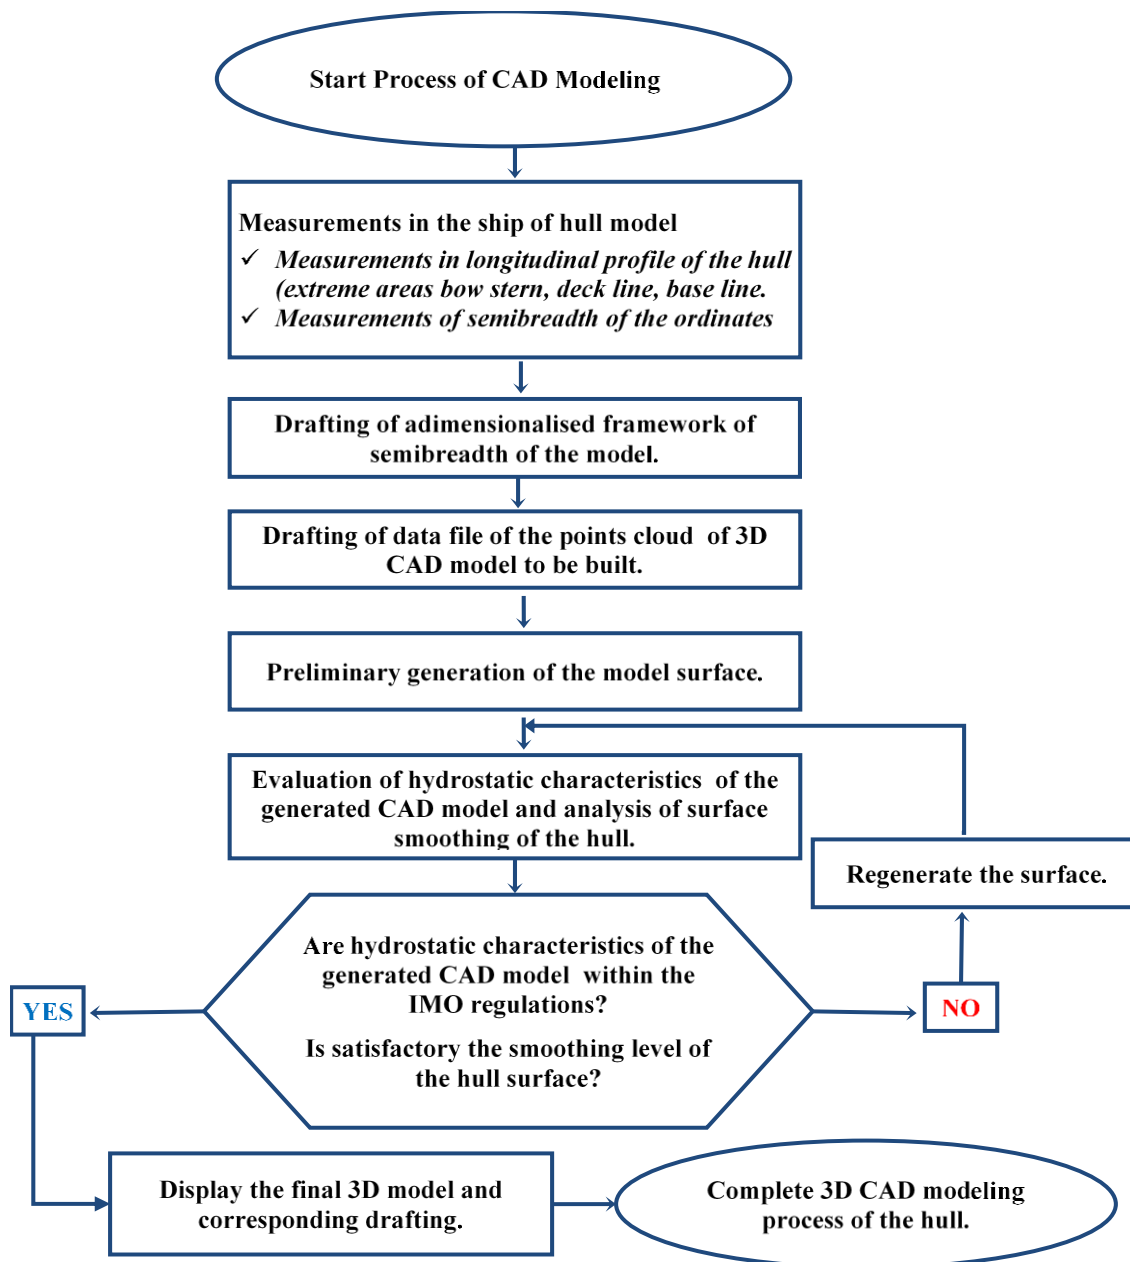 Start Process of CAD Modeling
Measurements in the ship of hull model
✓ Measurements in longitudinal profile of the hull
(extreme areas bow stern, deck line, base line.
✓ Measurements of semibreadth of the ordinates
Drafting of adimensionalised framework of
semibreadth of the model.
Drafting of data file of the points cloud of 3D
CAD model to be built.
Preliminary generation of the model surface.
Evaluation of hydrostatic characteristics of the
generated CAD model and analysis of surface
smoothing of the hull.
Regenerate the surface.
Are hydrostatic characteristics of the
generated CAD model within the
IMO regulations?
Is satisfactory the smoothing level of
the hull surface?
YES
NO
Display the final 3D model and
corresponding drafting.
Complete 3D CAD modeling
process of the hull.